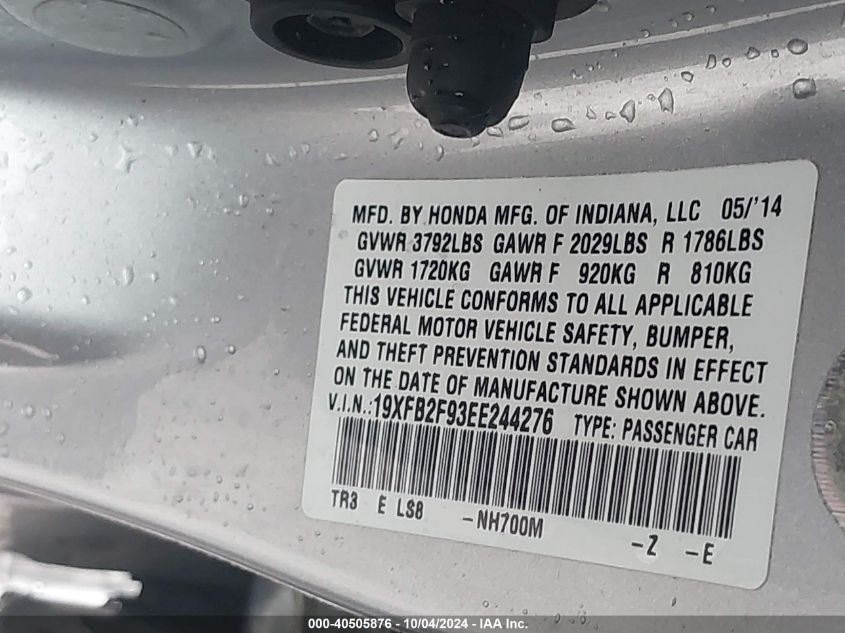 MFD. BY HONDA MFG. OF INDIANA, LLC 05/'14
GVWR 3792LBS GAWR F 2029LBS R 1786LBS
GVWR 1720KG GAWR F 920KG R 810KG
THIS VEHICLE CONFORMS TO ALL APPLICABLE
FEDERAL MOTOR VEHICLE SAFETY, BUMPER,
AND THEFT PREVENTION STANDARDS IN EFFECT
ON THE DATE OF MANUFACTURE SHOWN ABOVE.
V.I.N.:19XFB2F93EE244276 TYPE: PASSENGER CAR
TR3 E LS8 -NH700M -Z -E
000-40505876 - 10/04/2024 - IAA Inc.